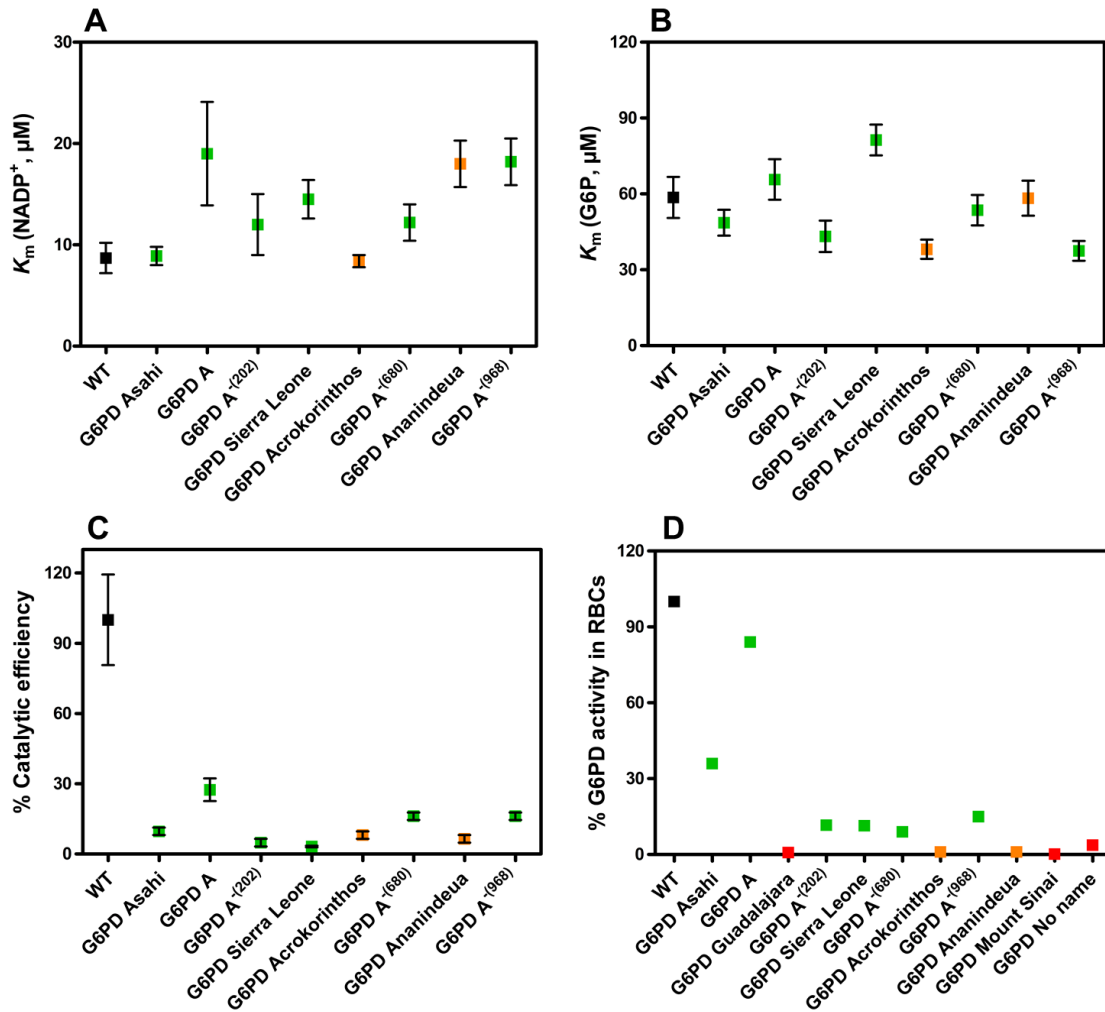 A
K_m (NADP⁺, µM)
30
20
10
0
WT
G6PD Asahi
G6PD A
G6PD A⁻⁽²⁰²⁾
G6PD Sierra Leone
G6PD Acrokorinthos
G6PD A⁻⁽⁶⁸⁰⁾
G6PD Ananindeua
G6PD A⁻⁽⁹⁶⁸⁾
B
K_m (G6P, µM)
120
90
60
30
0
WT
G6PD Asahi
G6PD A
G6PD A⁻⁽²⁰²⁾
G6PD Sierra Leone
G6PD Acrokorinthos
G6PD A⁻⁽⁶⁸⁰⁾
G6PD Ananindeua
G6PD A⁻⁽⁹⁶⁸⁾
C
% Catalytic efficiency
120
90
60
30
0
WT
G6PD Asahi
G6PD A
G6PD A⁻⁽²⁰²⁾
G6PD Sierra Leone
G6PD Acrokorinthos
G6PD A⁻⁽⁶⁸⁰⁾
G6PD Ananindeua
G6PD A⁻⁽⁹⁶⁸⁾
D
% G6PD activity in RBCs
120
90
60
30
0
WT
G6PD Asahi
G6PD A
G6PD Guadalajara
G6PD A⁻⁽²⁰²⁾
G6PD Sierra Leone
G6PD A⁻⁽⁶⁸⁰⁾
G6PD Acrokorinthos
G6PD A⁻⁽⁹⁶⁸⁾
G6PD Ananindeua
G6PD Mount Sinai
G6PD No name